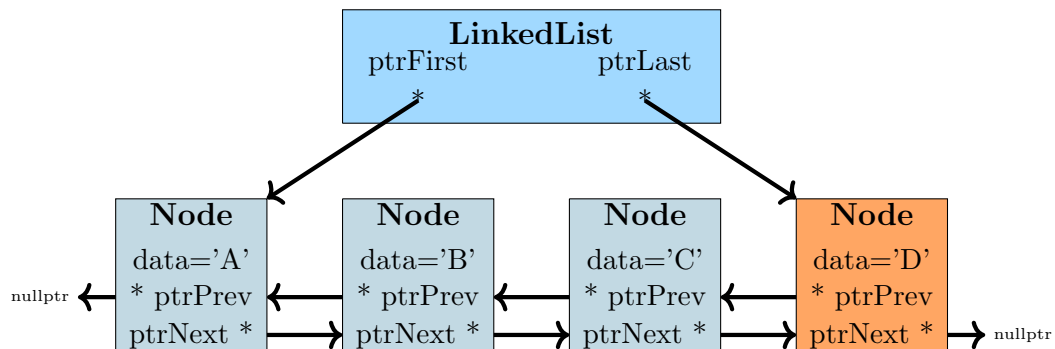 LinkedList
ptrFirst ptrLast
* *
Node Node Node Node
data='A' data='B' data='C' data='D'
nullptr * ptrPrev * ptrPrev * ptrPrev * ptrPrev
ptrNext * ptrNext * ptrNext * ptrNext * nullptr